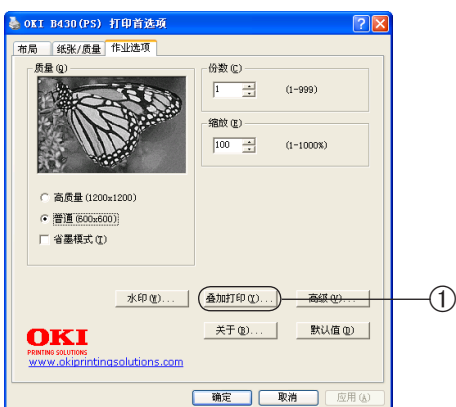 OKI B430(PS) 打印首选项
布局 纸张/质量 作业选项
质量(Q)
高质量(1200x1200)
普通(600x600)
省墨模式(T)
份数(C)
1 (1-999)
缩放(E)
100 (1-1000%)
水印(W)... 叠加打印(Y)... 高级(V)... ①
关于(B)... 默认值(D)
OKI
PRINTING SOLUTIONS
www.okiprintingsolutions.com
确定 取消 应用(A)